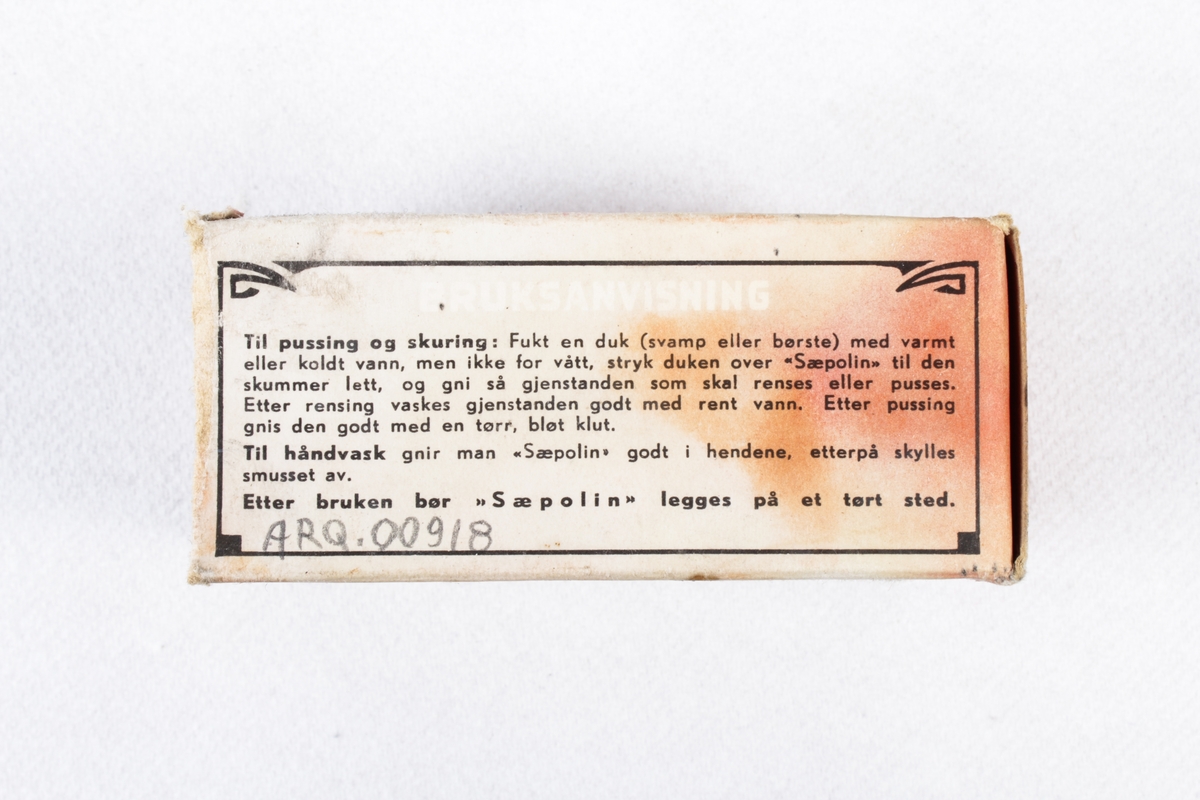 BRUKSANVISNING
Til pussing og skuring: Fukt en duk (svamp eller børste) med varmt
eller koldt vann, men ikke for vått, stryk duken over «Sæpolin» til den
skummer lett, og gni så gjenstanden som skal renses eller pusses.
Etter rensing vaskes gjenstanden godt med rent vann. Etter pussing
gnis den godt med en tørr, bløt klut.
Til håndvask gnir man «Sæpolin» godt i hendene, etterpå skylles
smusset av.
Etter bruken bør »Sæpolin» legges på et tørt sted.
ARQ.00918